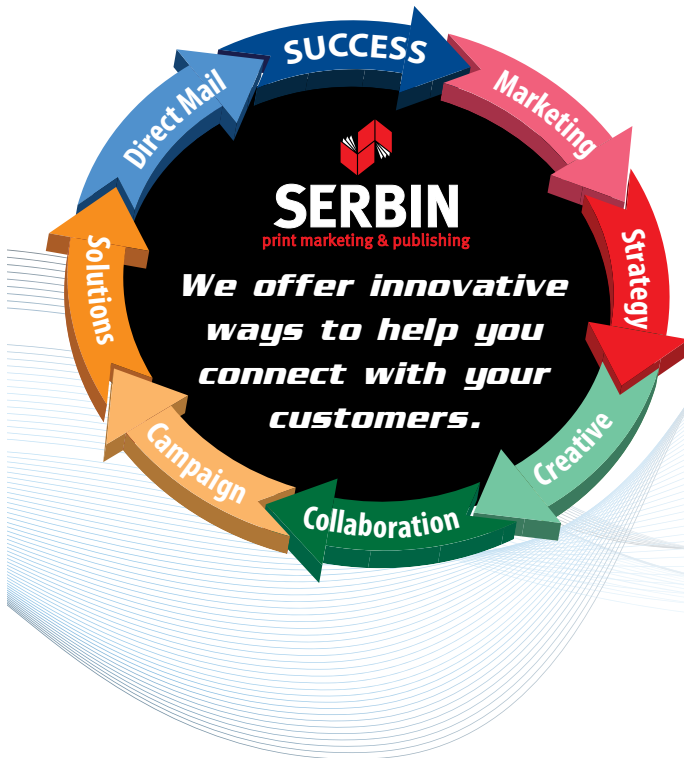 SUCCESS
Marketing
Strategy
Creative
Collaboration
Campaign
Solutions
Direct Mail
SERBIN
print marketing & publishing
We offer innovative
ways to help you
connect with your
customers.